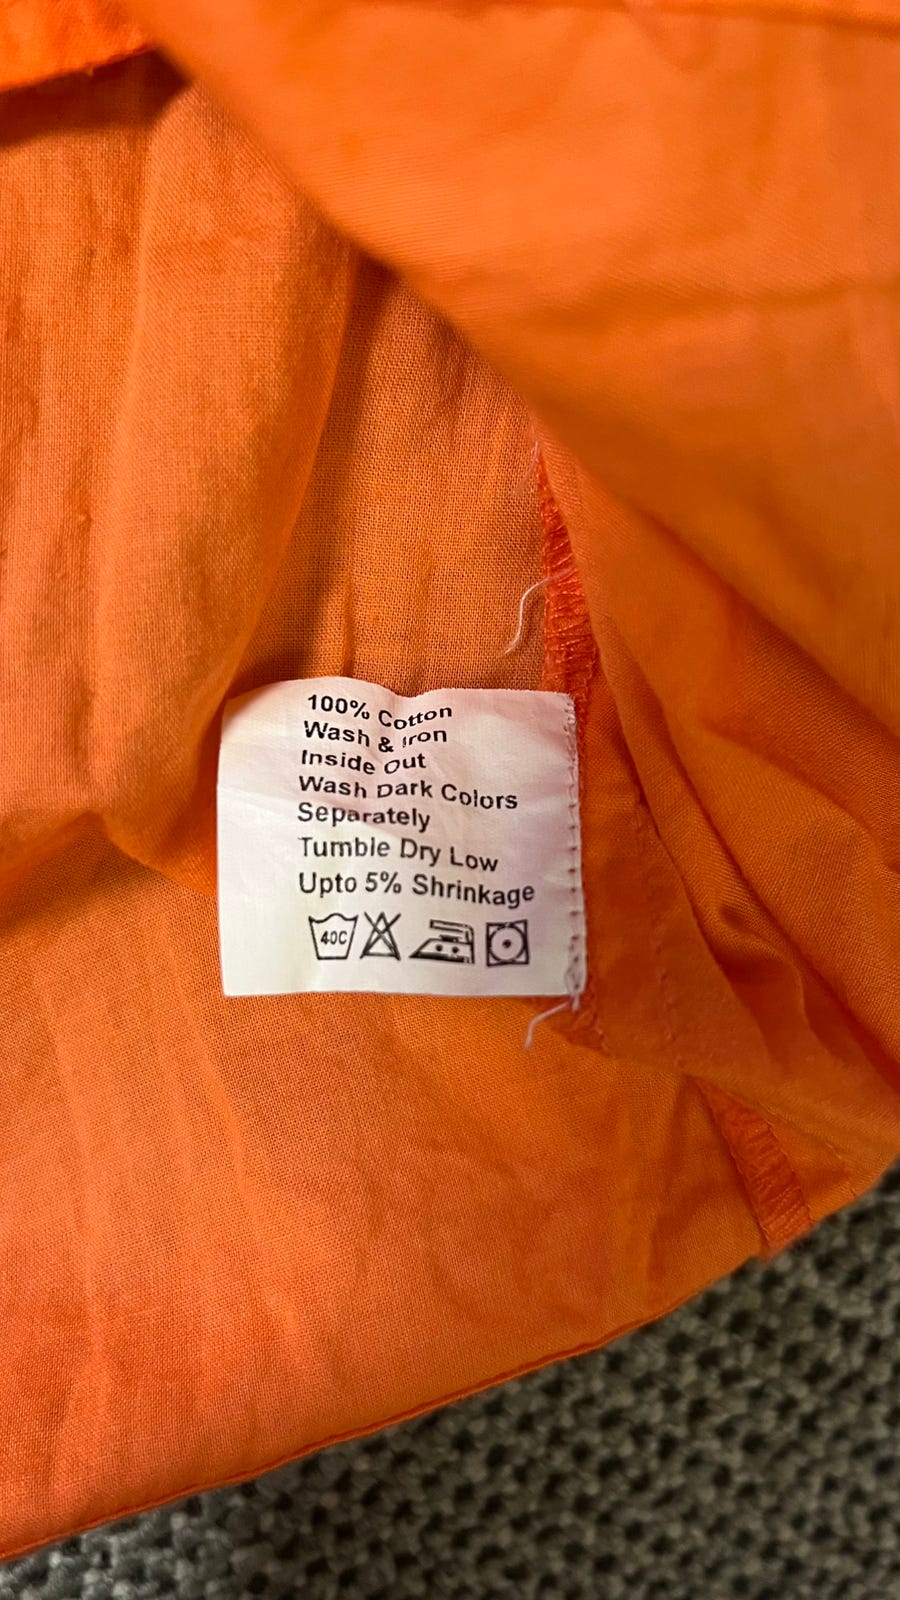 100% Cotton
Wash & Iron
Inside Out
Wash Dark Colors
Separately
Tumble Dry Low
Upto 5% Shrinkage
40C